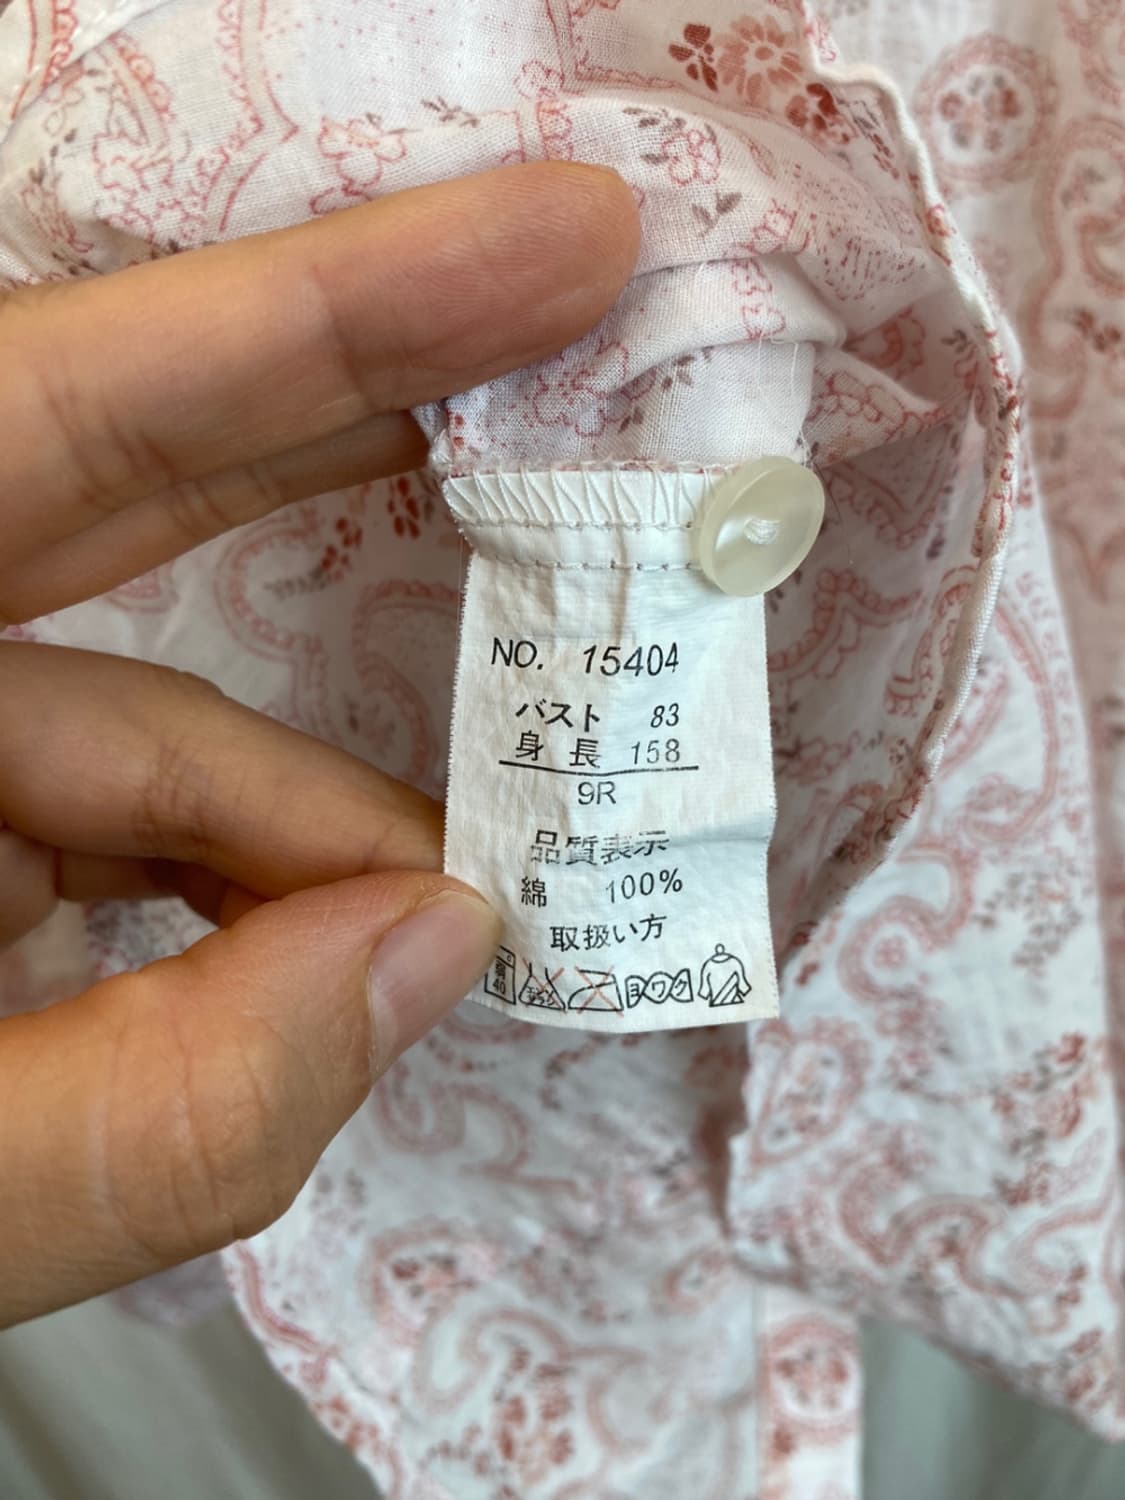 NO. 15404
バスト 83
身長 158
9R
品質表示
綿 100%
取扱い方
40 ヨワク